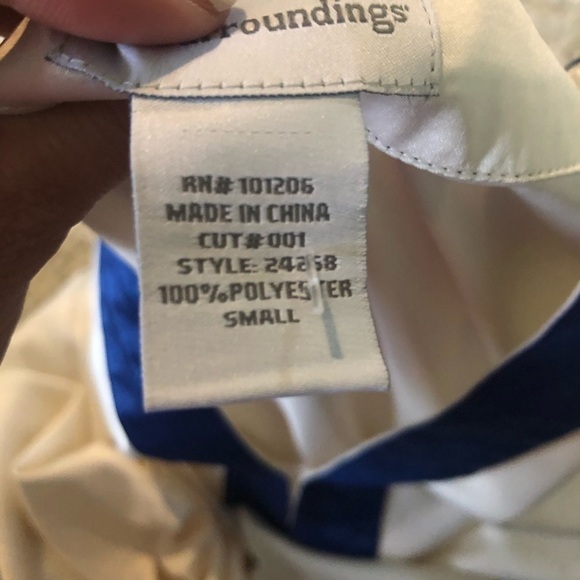 roundings
RN# 101206
MADE IN CHINA
CUT# 001
STYLE: 24268
100%POLYESTER
SMALL